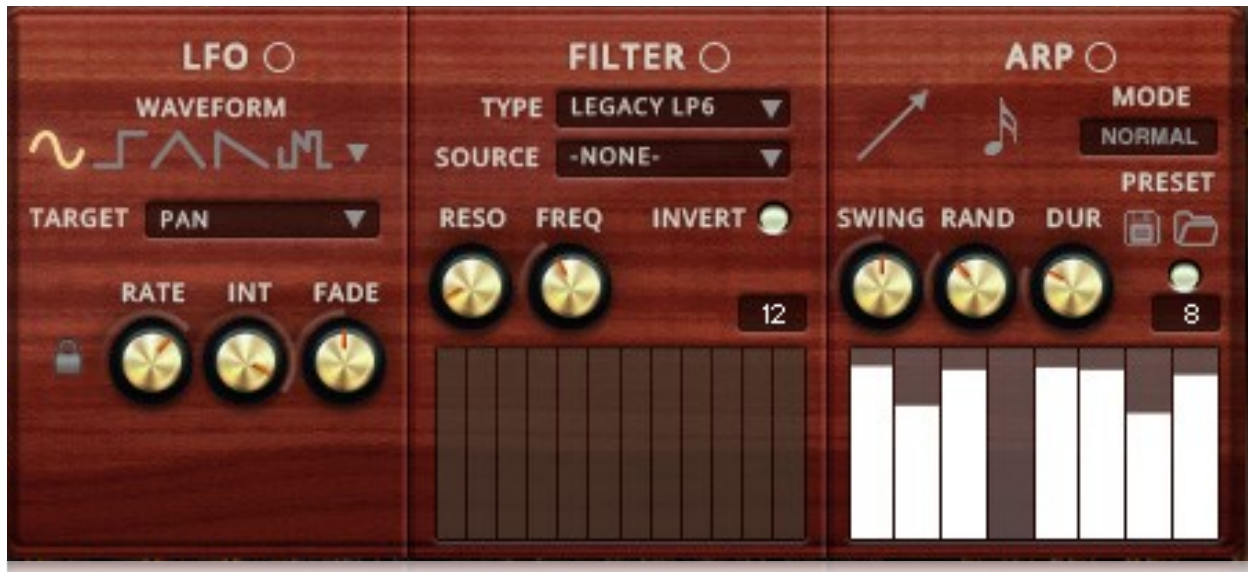 LFO
WAVEFORM
TARGET PAN
RATE INT FADE
FILTER
TYPE LEGACY LP6
SOURCE -NONE-
RESO FREQ INVERT
12
ARP
MODE
NORMAL
PRESET
SWING RAND DUR
8